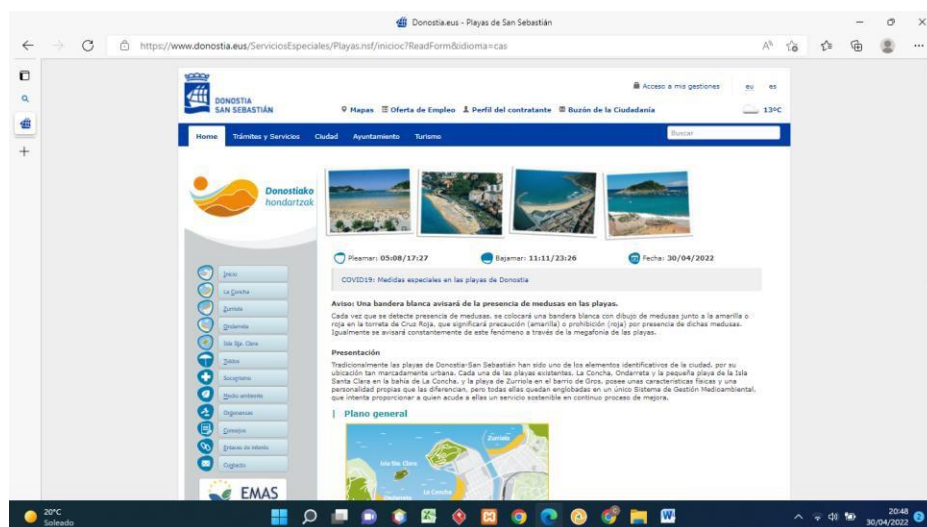 Donostia.eus - Playas de San Sebastián
https://www.donostia.eus/ServiciosEspeciales/Playas.nsf/inicioc?ReadForm&idioma=cas
DONOSTIA
SAN SEBASTIÁN
Acceso a mis gestiones eu es
Mapas Oferta de Empleo Perfil del contratante Buzón de la Ciudadanía 13ºC
Home Trámites y Servicios Ciudad Ayuntamiento Turismo Buscar
Donostiako
hondartzak
Pleamar: 05:08/17:27 Bajamar: 11:11/23:26 Fecha: 30/04/2022
COVID19: Medidas especiales en las playas de Donostia
Aviso: Una bandera blanca avisará de la presencia de medusas en las playas.
Cada vez que se detecte presencia de medusas, se colocará una bandera blanca con dibujo de medusas junto a la amarilla o
roja en la torreta de Cruz Roja, que significará precaución (amarilla) o prohibición (roja) por presencia de dichas medusas.
Igualmente se avisará constantemente de este fenómeno a través de la megafonía de las playas.
Presentación
Tradicionalmente las playas de Donostia-San Sebastián han sido uno de los elementos identificativos de la ciudad, por su
ubicación tan marcadamente urbana. Cada una de las playas existentes, La Concha, Ondarreta y la pequeña playa de la Isla
Santa Clara en la bahía de La Concha, y la playa de Zurriola en el barrio de Gros, posee unas características físicas y una
personalidad propias que las diferencian, pero todas ellas quedan englobadas en un único Sistema de Gestión Medioambiental,
que intenta proporcionar a quien acude a ellas un servicio sostenible en continuo proceso de mejora.
Plano general
Zurriola
Isla Sta. Clara
Ondarreta
La Concha
Inicio
La Concha
Zurriola
Ondarreta
Isla Sta. Clara
Toldos
Socorrismo
Medio ambiente
Organismos
Consejos
Enlaces de interés
Contacto
EMAS
20°C
Soleado
20:48
30/04/2022